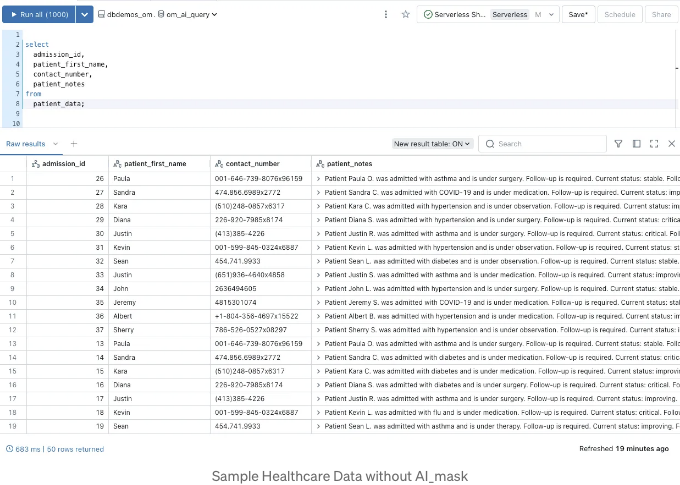 Run all (1000)
dbdemos_om.
om_ai_query
Serverless Sh...
Serverless
M
Save*
Schedule
Share
1
2 select
3 admission_id,
4 patient_first_name,
5 contact_number,
6 patient_notes
7 from
8 patient_data;
9
10
Raw results
New result table: ON
Search
admission_id patient_first_name contact_number patient_notes
1 26 Paula 001-646-739-8076x96159 Patient Paula O. was admitted with asthma and is under surgery. Follow-up is required. Current status: stable. Follo
2 27 Sandra 474.856.6989x2772 Patient Sandra C. was admitted with COVID-19 and is under medication. Follow-up is required. Current status: imp
3 28 Kara (510)248-0857x6317 Patient Kara C. was admitted with hypertension and is under observation. Follow-up is required. Current status: im
4 29 Diana 226-920-7985x8174 Patient Diana S. was admitted with hypertension and is under surgery. Follow-up is required. Current status: critica
5 30 Justin (413)385-4226 Patient Justin R. was admitted with asthma and is under surgery. Follow-up is required. Current status: critical. Foll
6 31 Kevin 001-599-845-0324x6887 Patient Kevin L. was admitted with hypertension and is under observation. Follow-up is required. Current status: st
7 32 Sean 454.741.9933 Patient Sean L. was admitted with diabetes and is under observation. Follow-up is required. Current status: stable.
8 33 Justin (651)936-4640x4858 Patient Justin S. was admitted with asthma and is under medication. Follow-up is required. Current status: improvin
9 34 John 2636494605 Patient John L. was admitted with hypertension and is under surgery. Follow-up is required. Current status: stable.
10 35 Jeremy 4815301074 Patient Jeremy S. was admitted with COVID-19 and is under medication. Follow-up is required. Current status: stal
11 36 Albert +1-804-356-4697x15522 Patient Albert B. was admitted with hypertension and is under medication. Follow-up is required. Current status: im
12 37 Sherry 786-526-0527x08297 Patient Sherry S. was admitted with hypertension and is under observation. Follow-up is required. Current status: i
13 13 Paula 001-646-739-8076x96159 Patient Paula O. was admitted with asthma and is under surgery. Follow-up is required. Current status: stable. Follo
14 14 Sandra 474.856.6989x2772 Patient Sandra C. was admitted with diabetes and is under medication. Follow-up is required. Current status: critic
15 15 Kara (510)248-0857x6317 Patient Kara C. was admitted with diabetes and is under medication. Follow-up is required. Current status: improvi
16 16 Diana 226-920-7985x8174 Patient Diana S. was admitted with diabetes and is under surgery. Follow-up is required. Current status: critical. Fo
17 17 Justin (413)385-4226 Patient Justin R. was admitted with asthma and is under surgery. Follow-up is required. Current status: improving.
18 18 Kevin 001-599-845-0324x6887 Patient Kevin L. was admitted with flu and is under medication. Follow-up is required. Current status: critical. Follow
19 19 Sean 454.741.9933 Patient Sean L. was admitted with asthma and is under therapy. Follow-up is required. Current status: improving. F
683 ms | 50 rows returned
Refreshed 19 minutes ago
Sample Healthcare Data without AI_mask